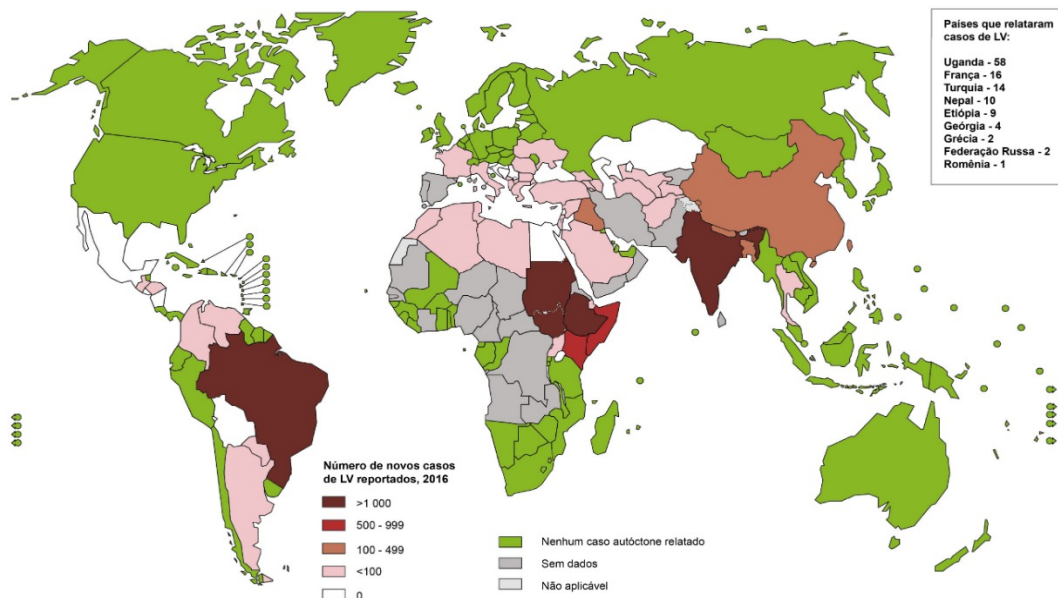 Países que relataram
casos de LV:
Uganda - 58
França - 16
Turquia - 14
Nepal - 10
Etiópia - 9
Geórgia - 4
Grécia - 2
Federação Russa - 2
Romênia - 1
Número de novos casos
de LV reportados, 2016
>1 000
500 - 999
100 - 499
<100
0
Nenhum caso autóctone relatado
Sem dados
Não aplicável